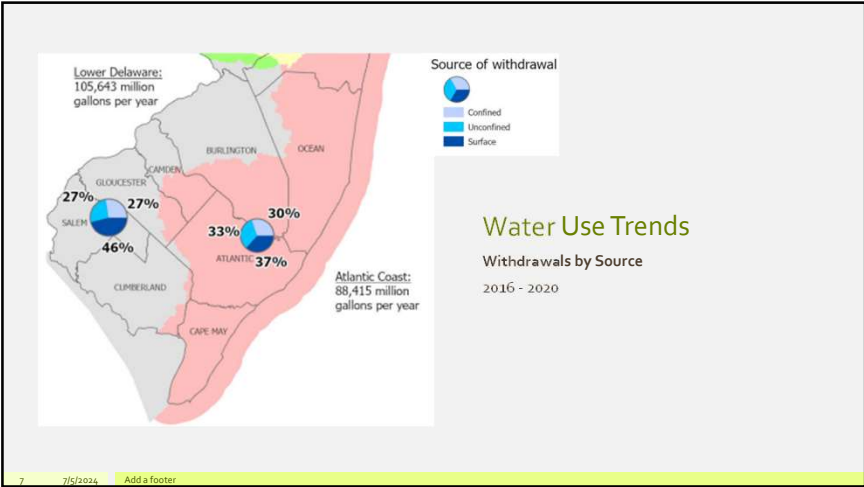 Lower Delaware:
105,643 million
gallons per year
Source of withdrawal
Confined
Unconfined
Surface
BURLINGTON
OCEAN
CAMDEN
GLOUCESTER
27%
27%
SALEM
46%
30%
33%
ATLANTIC
37%
CUMBERLAND
CAPE MAY
Atlantic Coast:
88,415 million
gallons per year
Water Use Trends
Withdrawals by Source
2016 - 2020
7 7/5/2024 Add a footer